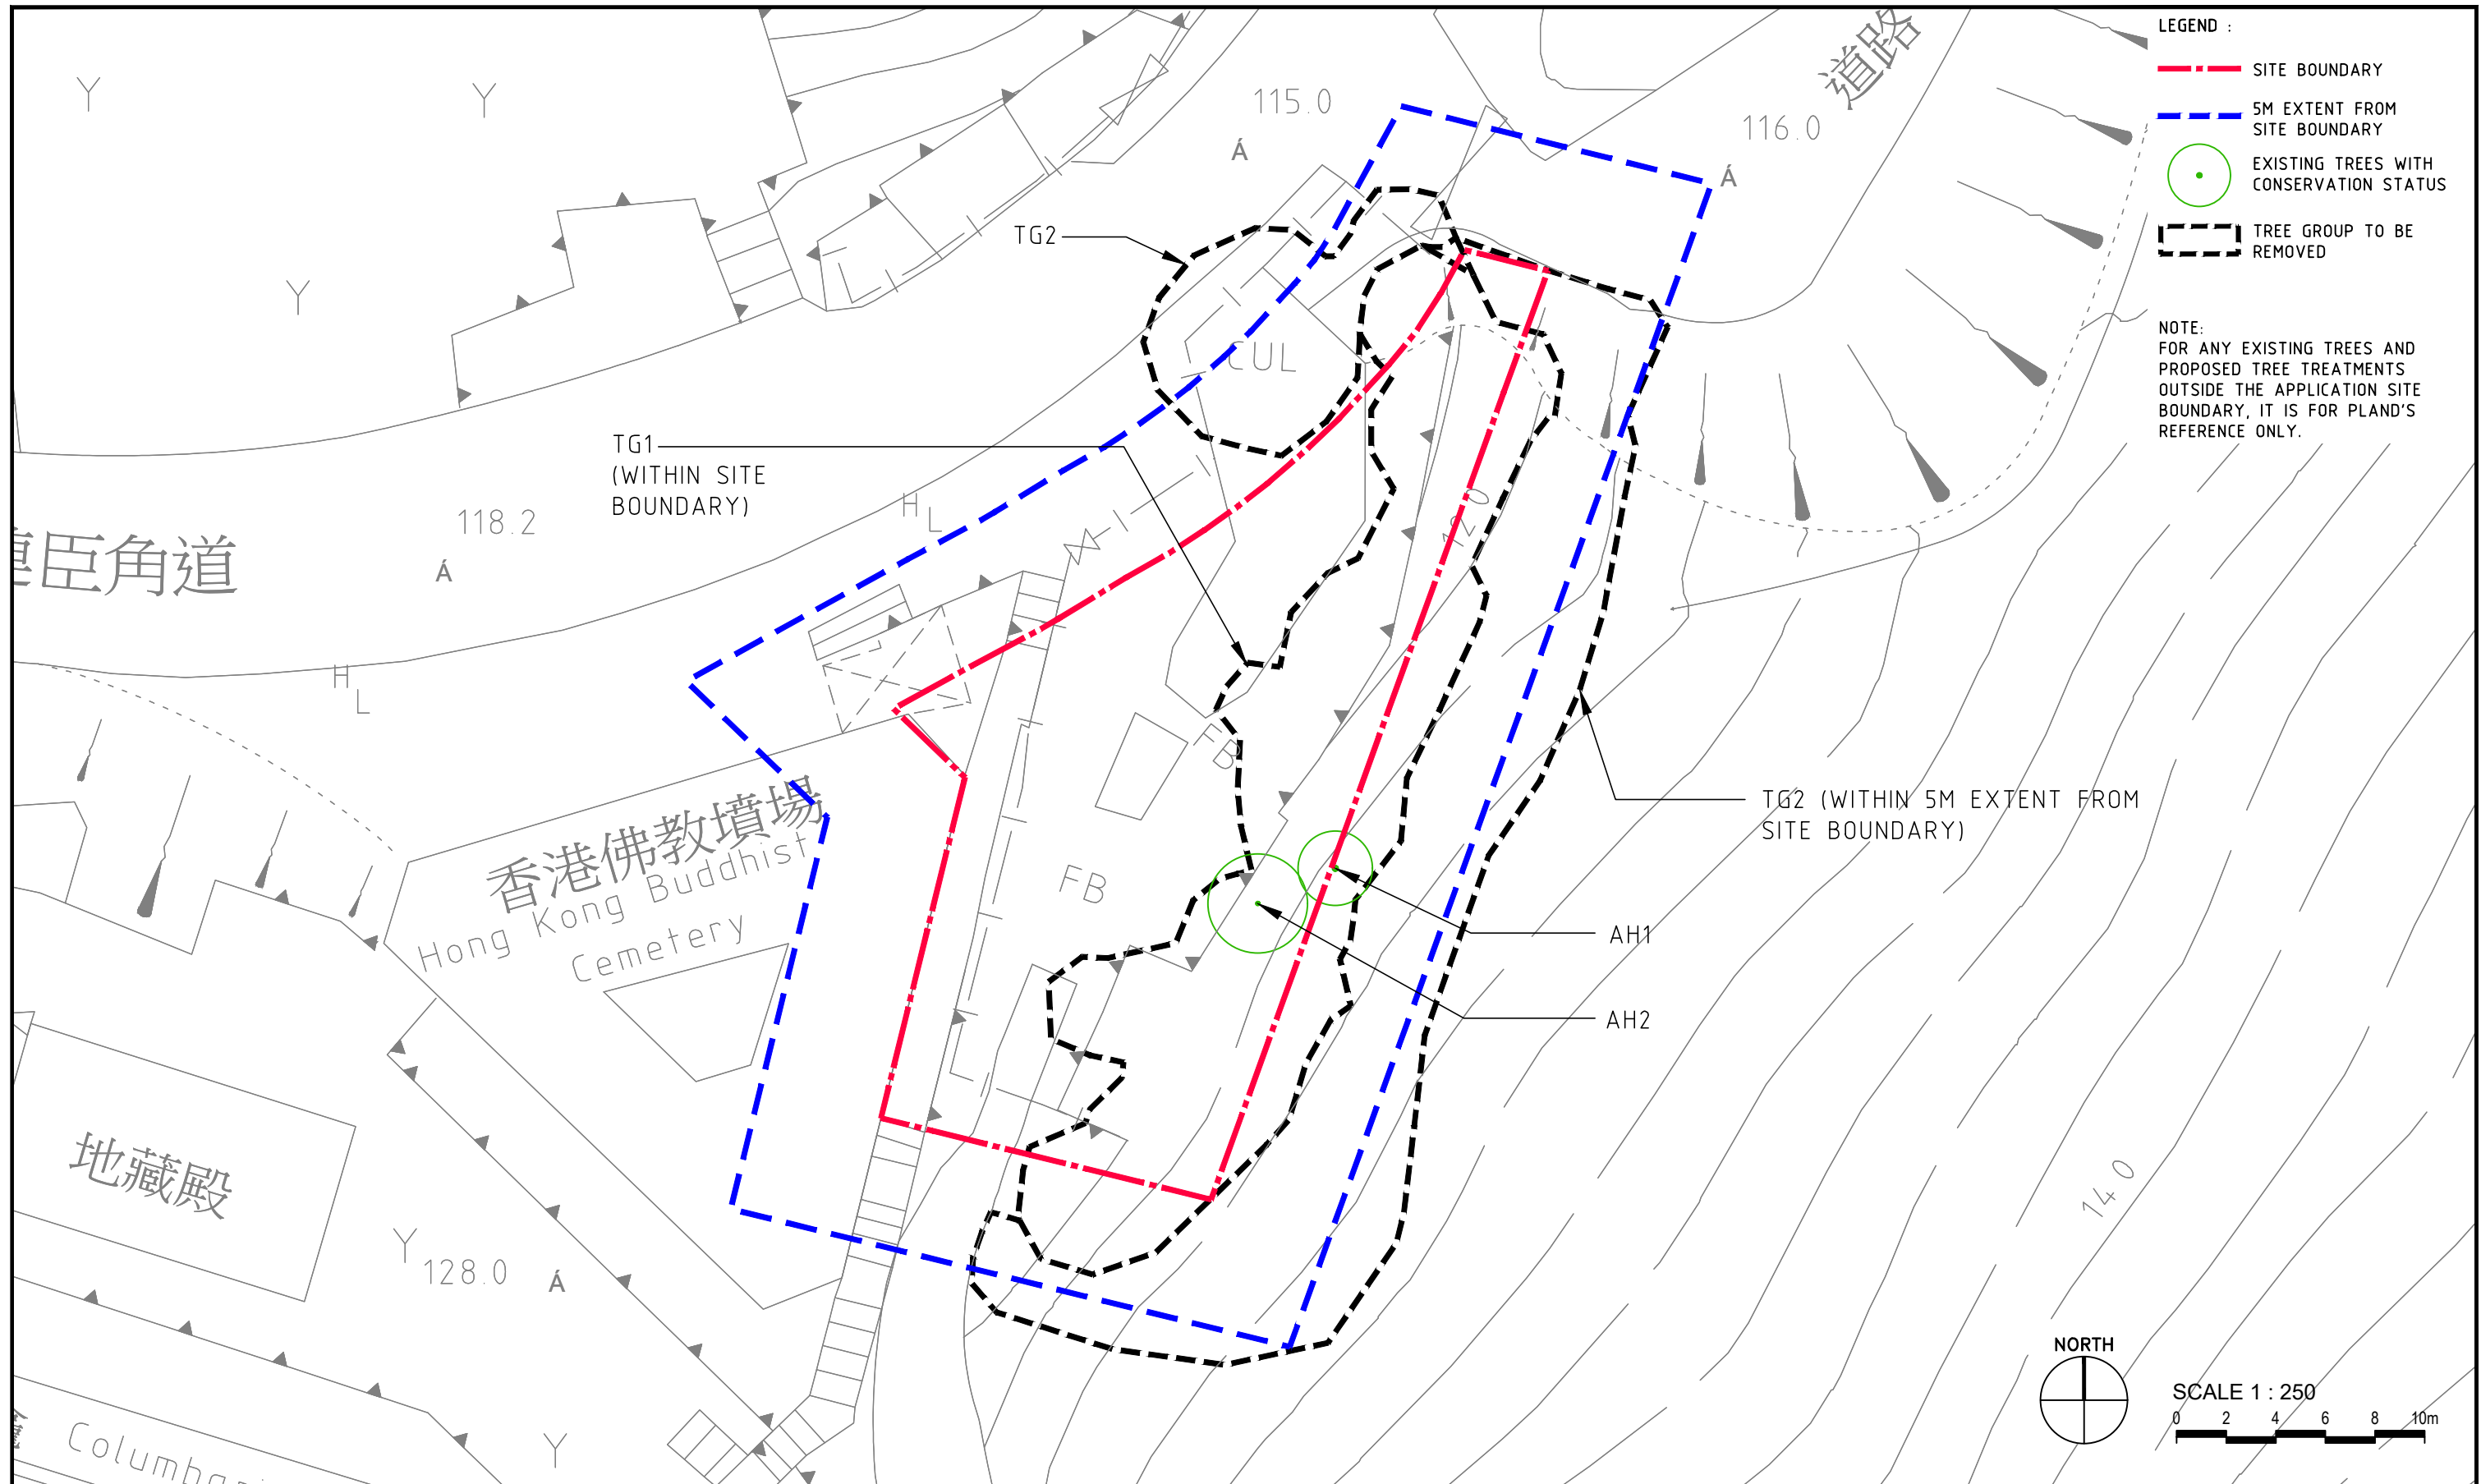 LEGEND :
SITE BOUNDARY
5M EXTENT FROM
SITE BOUNDARY
EXISTING TREES WITH
CONSERVATION STATUS
TREE GROUP TO BE
REMOVED
NOTE:
FOR ANY EXISTING TREES AND
PROPOSED TREE TREATMENTS
OUTSIDE THE APPLICATION SITE
BOUNDARY, IT IS FOR PLAND'S
REFERENCE ONLY.
道路
115.0
Á
116.0
Á
TG2
CUL
TG1
(WITHIN SITE
BOUNDARY)
H
L
118.2
Á
臣角道
H
L
120
FB
FB
TG2 (WITHIN 5M EXTENT FROM
SITE BOUNDARY)
香港佛教墳場
Hong Kong Buddhist
Cemetery
AH1
AH2
地藏殿
128.0
Á
140
NORTH
SCALE 1 : 250
0 2 4 6 8 10m